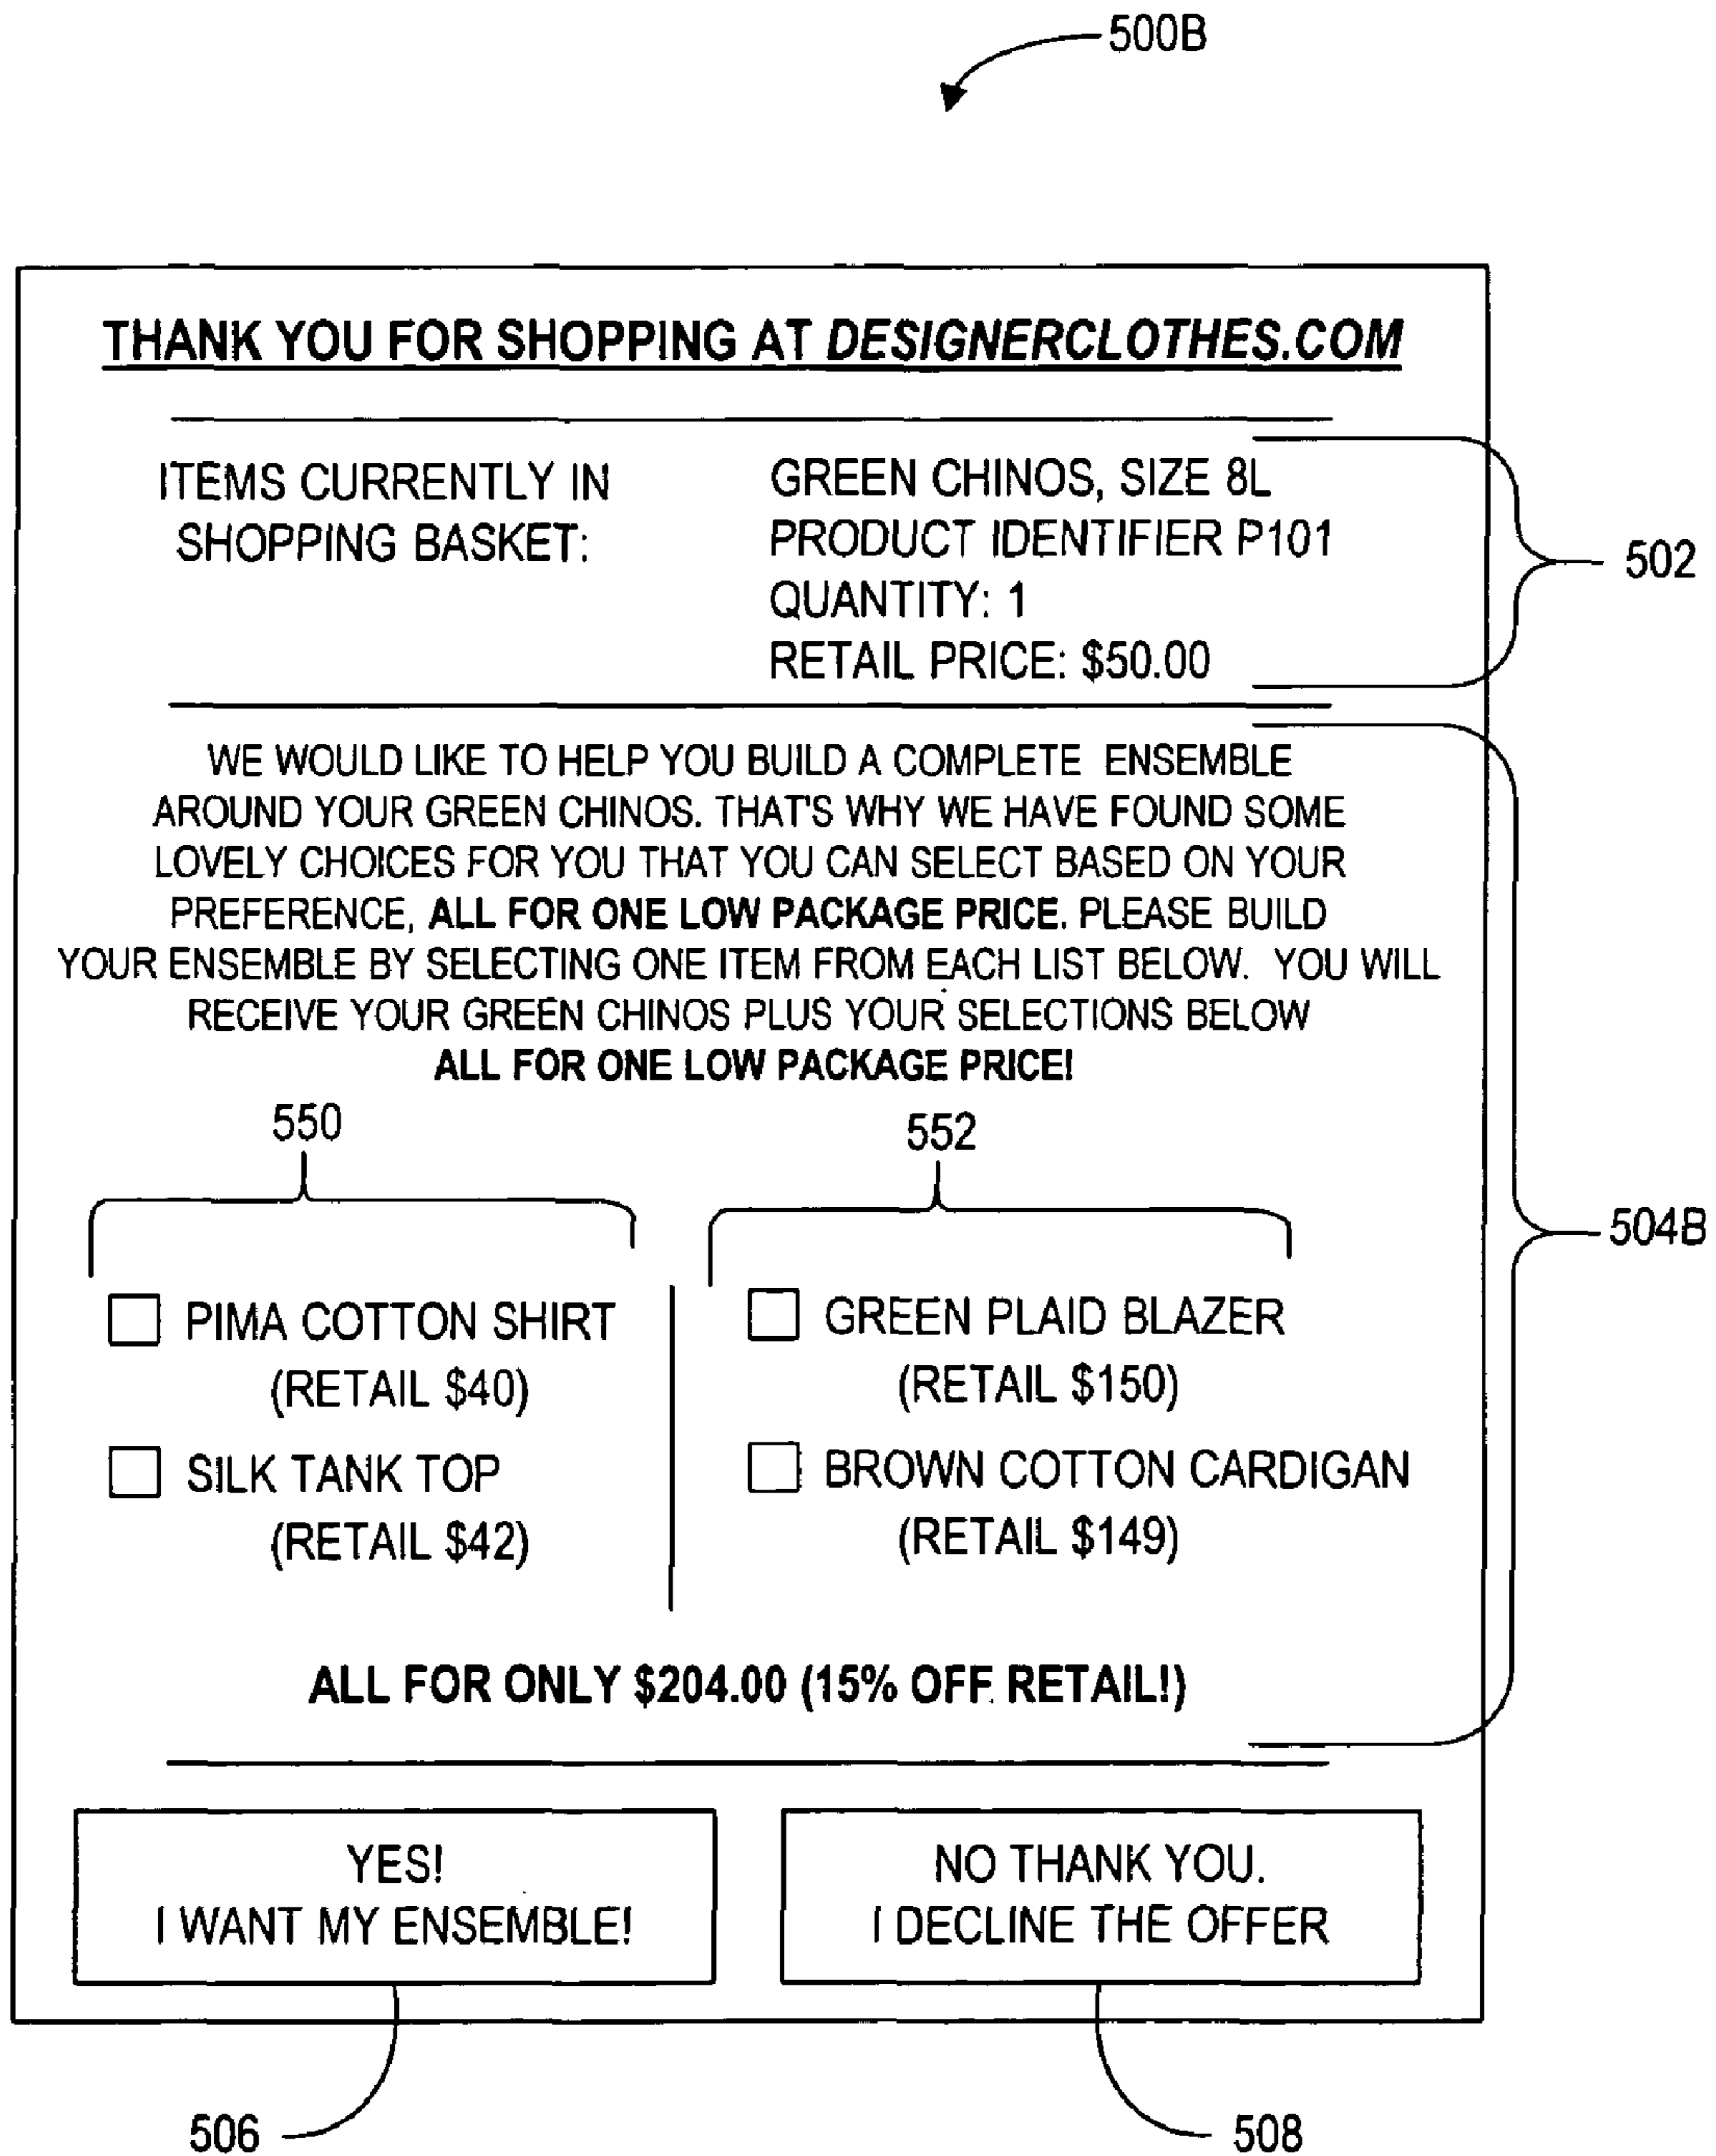 500B
THANK YOU FOR SHOPPING AT DESIGNERCLOTHES.COM
ITEMS CURRENTLY IN
SHOPPING BASKET:
GREEN CHINOS, SIZE 8L
PRODUCT IDENTIFIER P101
QUANTITY: 1
RETAIL PRICE: $50.00
502
WE WOULD LIKE TO HELP YOU BUILD A COMPLETE ENSEMBLE
AROUND YOUR GREEN CHINOS. THAT'S WHY WE HAVE FOUND SOME
LOVELY CHOICES FOR YOU THAT YOU CAN SELECT BASED ON YOUR
PREFERENCE, ALL FOR ONE LOW PACKAGE PRICE. PLEASE BUILD
YOUR ENSEMBLE BY SELECTING ONE ITEM FROM EACH LIST BELOW. YOU WILL
RECEIVE YOUR GREEN CHINOS PLUS YOUR SELECTIONS BELOW
ALL FOR ONE LOW PACKAGE PRICE!
550
552
504B
PIMA COTTON SHIRT
(RETAIL $40)
SILK TANK TOP
(RETAIL $42)
GREEN PLAID BLAZER
(RETAIL $150)
BROWN COTTON CARDIGAN
(RETAIL $149)
ALL FOR ONLY $204.00 (15% OFF RETAIL!)
YES!
I WANT MY ENSEMBLE!
NO THANK YOU.
I DECLINE THE OFFER
506
508